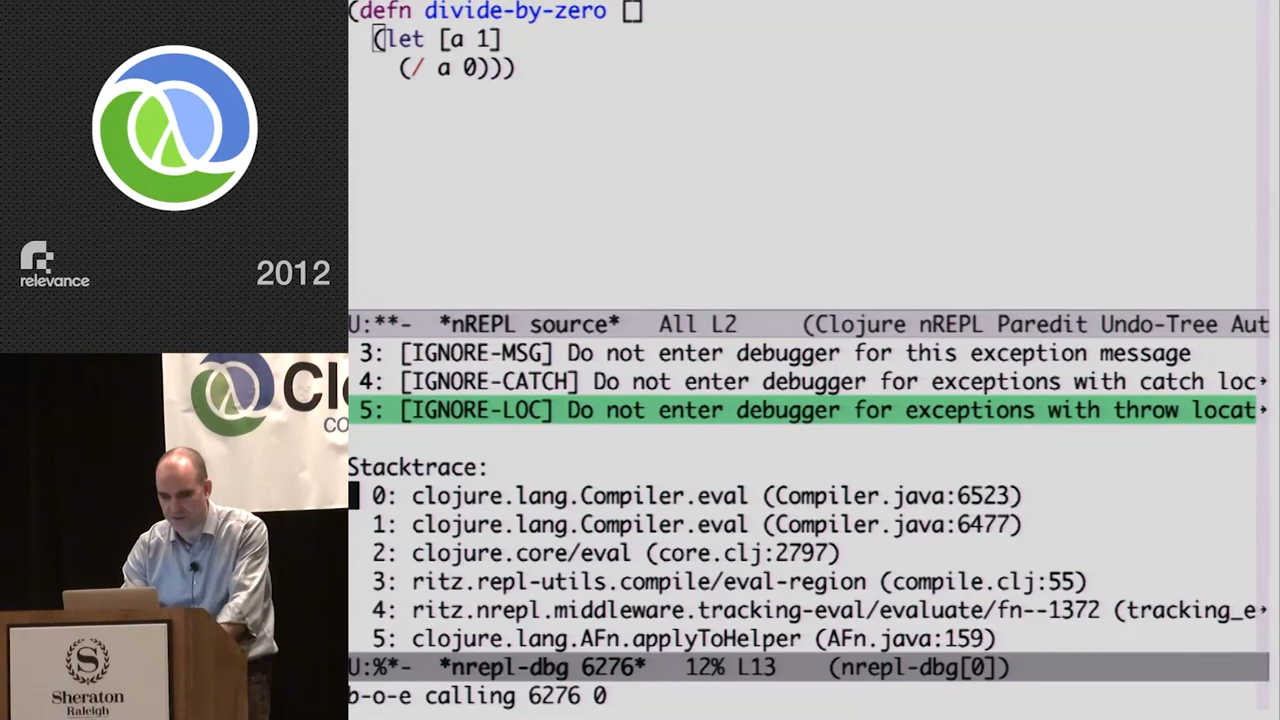 relevance
2012
Clo
CO
S
Sheraton
Raleigh
(defn divide-by-zero []
(let [a 1]
(/ a 0)))
U:**- *nREPL source* All L2 (Clojure nREPL Paredit Undo-Tree Aut
3: [IGNORE-MSG] Do not enter debugger for this exception message
4: [IGNORE-CATCH] Do not enter debugger for exceptions with catch loc
5: [IGNORE-LOC] Do not enter debugger for exceptions with throw locat
Stacktrace:
0: clojure.lang.Compiler.eval (Compiler.java:6523)
1: clojure.lang.Compiler.eval (Compiler.java:6477)
2: clojure.core/eval (core.clj:2797)
3: ritz.repl-utils.compile/eval-region (compile.clj:55)
4: ritz.nrepl.middleware.tracking-eval/evaluate/fn--1372 (tracking_e
5: clojure.lang.AFn.applyToHelper (AFn.java:159)
U:%*- *nrepl-dbg 6276* 12% L13 (nrepl-dbg[0])
b-o-e calling 6276 0